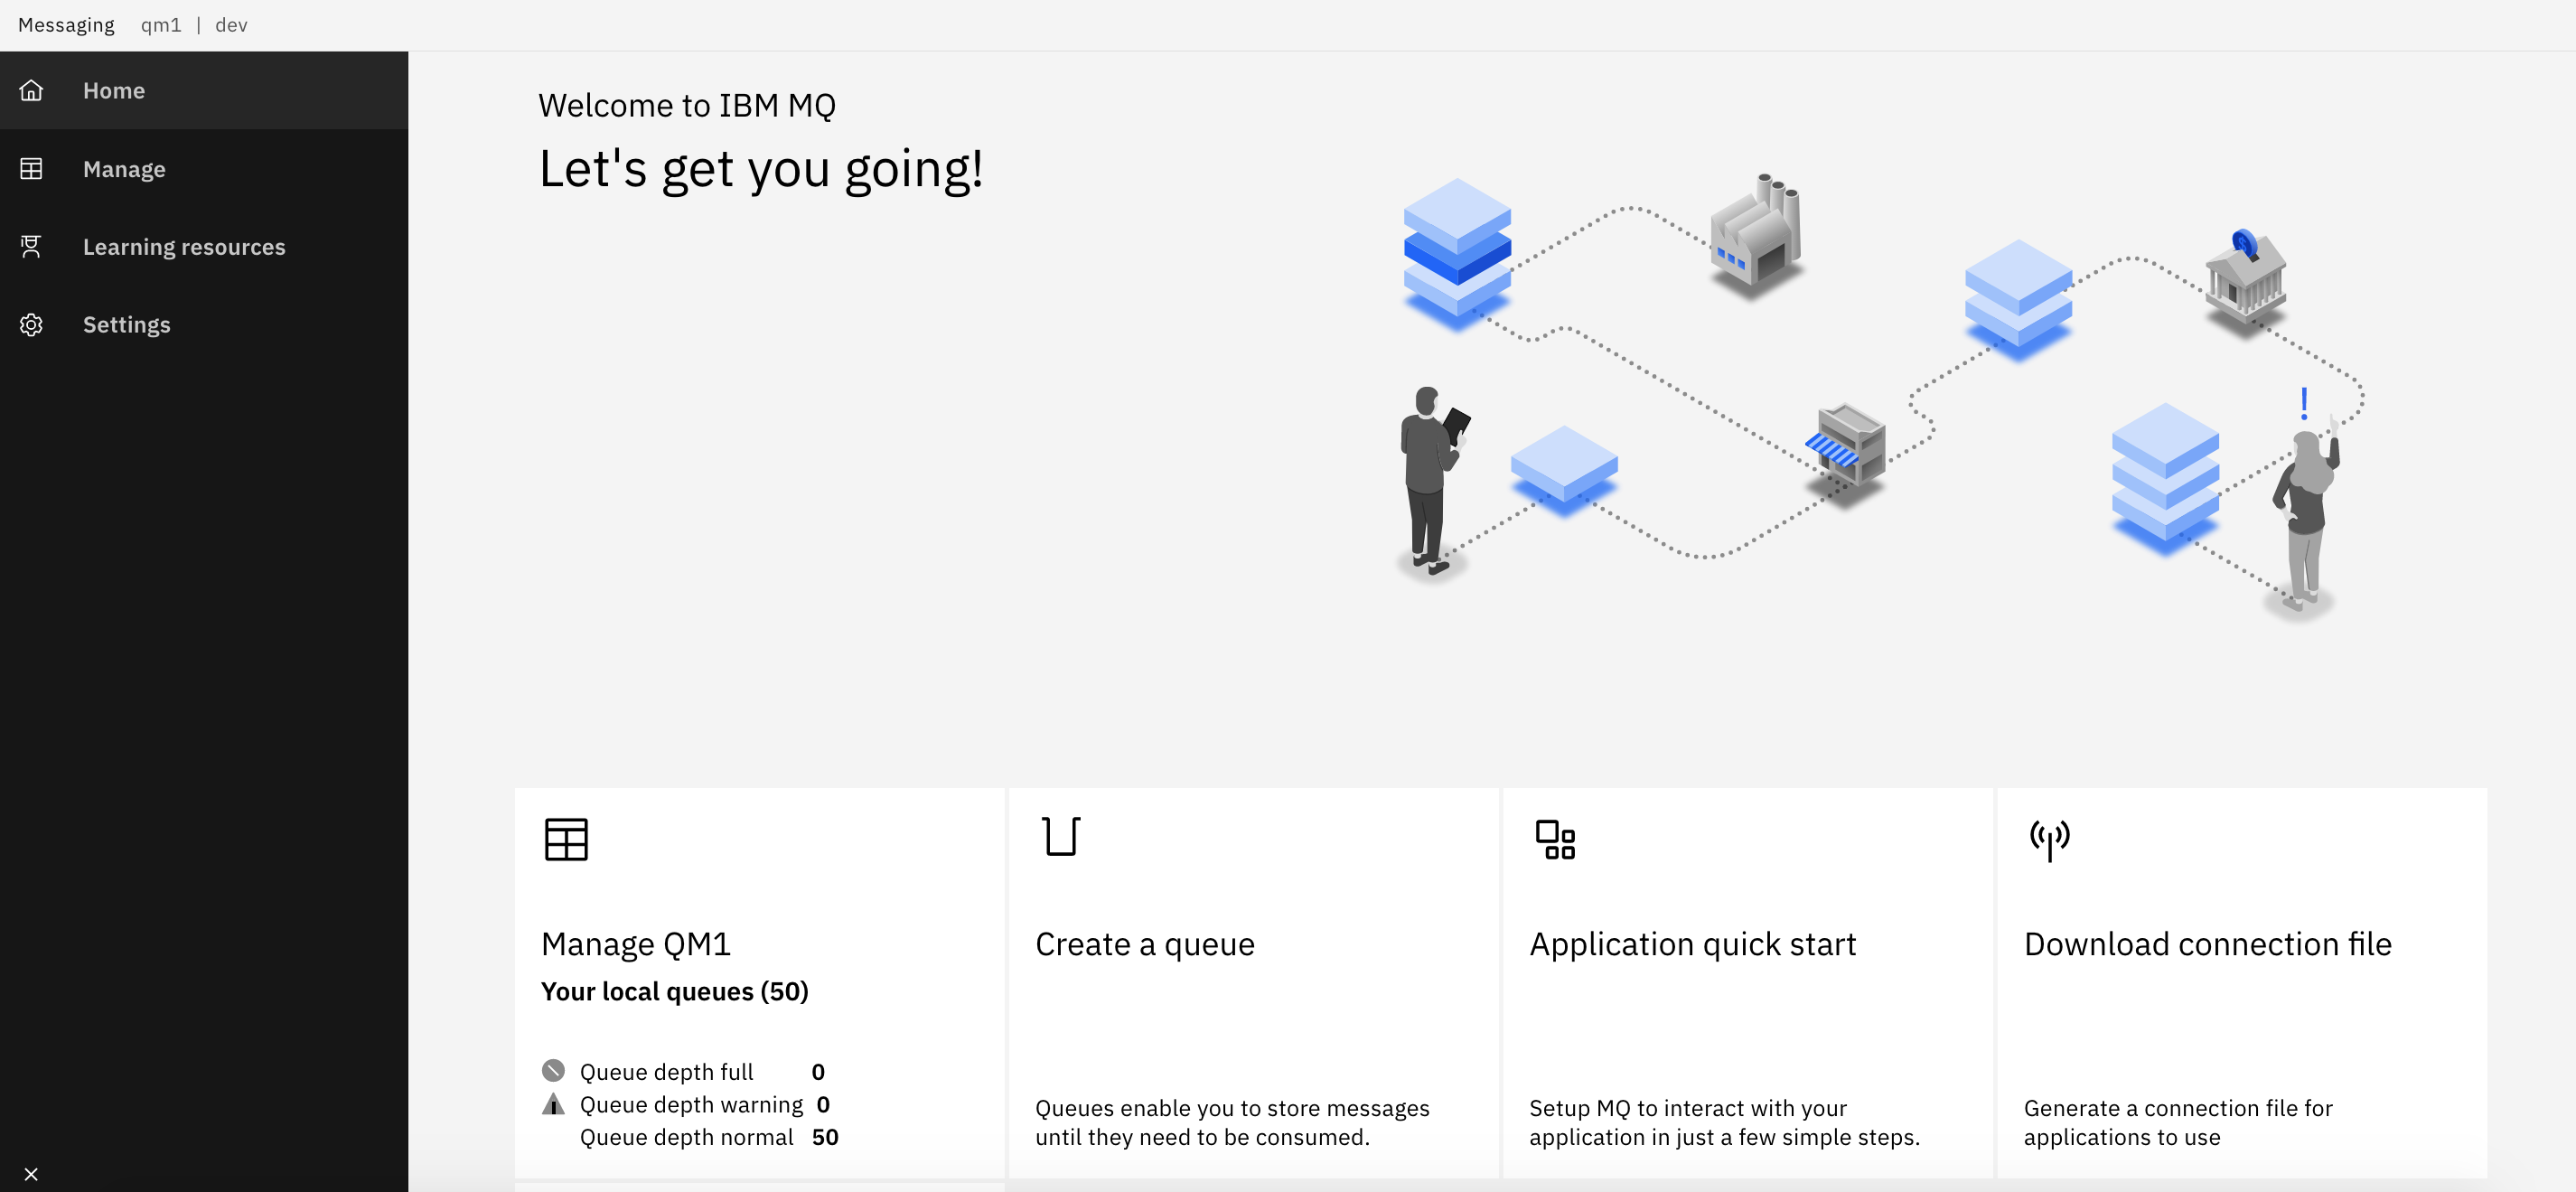 Messaging qm1 | dev
Home
Manage
Learning resources
Settings
Welcome to IBM MQ
Let's get you going!
!
Manage QM1
Your local queues (50)
Queue depth full 0
Queue depth warning 0
Queue depth normal 50
Create a queue
Queues enable you to store messages
until they need to be consumed.
Application quick start
Setup MQ to interact with your
application in just a few simple steps.
Download connection file
Generate a connection file for
applications to use